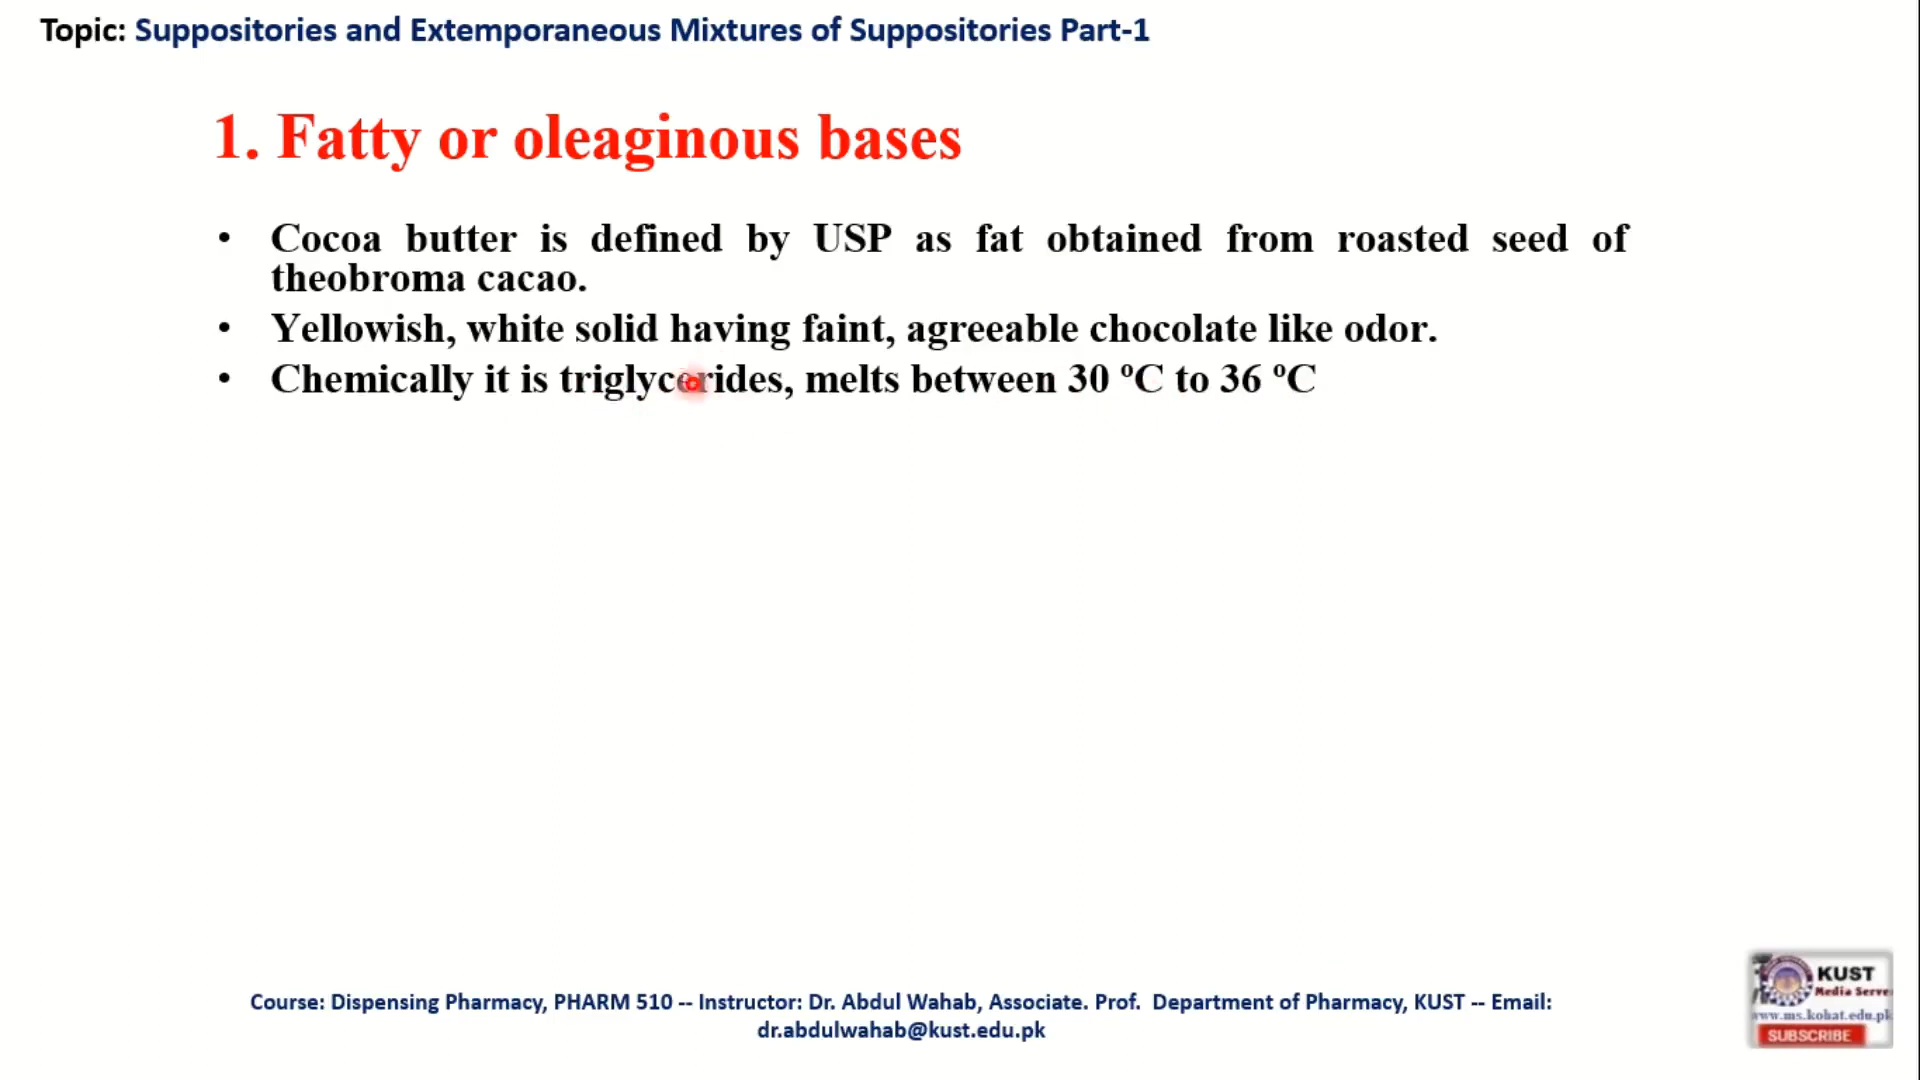 Topic: Suppositories and Extemporaneous Mixtures of Suppositories Part-1
1. Fatty or oleaginous bases
• Cocoa butter is defined by USP as fat obtained from roasted seed of
theobroma cacao.
• Yellowish, white solid having faint, agreeable chocolate like odor.
• Chemically it is triglycerides, melts between 30 ºC to 36 ºC
Course: Dispensing Pharmacy, PHARM 510 -- Instructor: Dr. Abdul Wahab, Associate. Prof. Department of Pharmacy, KUST -- Email:
dr.abdulwahab@kust.edu.pk
KUST
Media Serve
www.ms.kohat.edu.pk
SUBSCRIBE